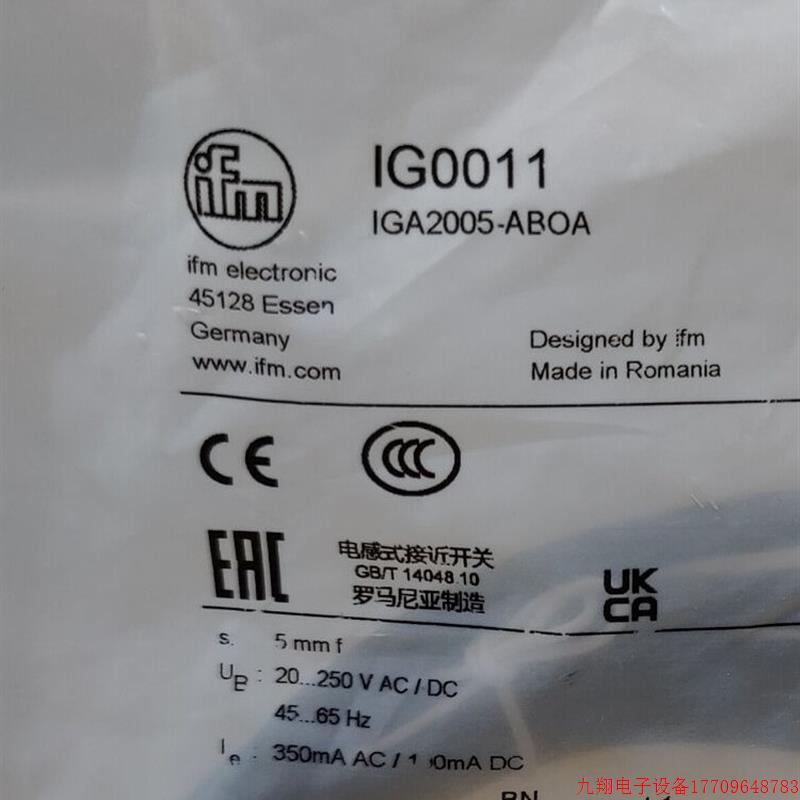 ifm
IG0011
IGA2005-ABOA
ifm electronic
45128 Essen
Germany
www.ifm.com
Designed by ifm
Made in Romania
CE
CCC
EAC
电感式接近开关
GB/T 14048.10
罗马尼亚制造
UK
CA
s. 5 mm f
UB : 20...250 V AC / DC
45...65 Hz
Ie : 350mA AC / DC
BN
九翔电子设备17709648783